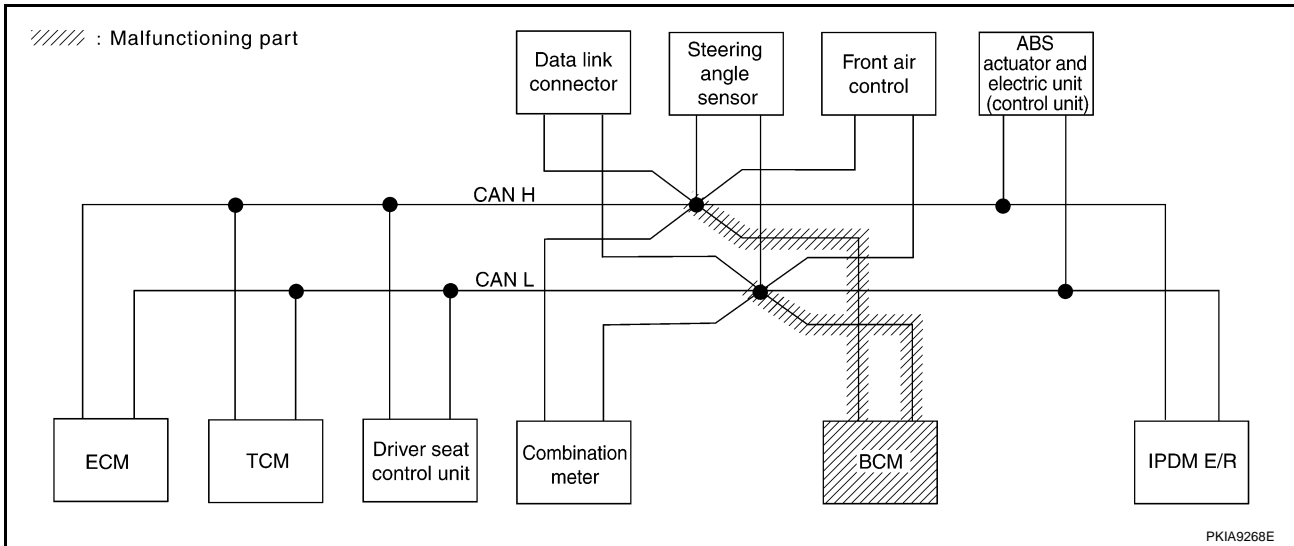 : Malfunctioning part
Data link
connector
Steering
angle
sensor
Front air
control
ABS
actuator and
electric unit
(control unit)
CAN H
CAN L
ECM
TCM
Driver seat
control unit
Combination
meter
BCM
IPDM E/R
PKIA9268E